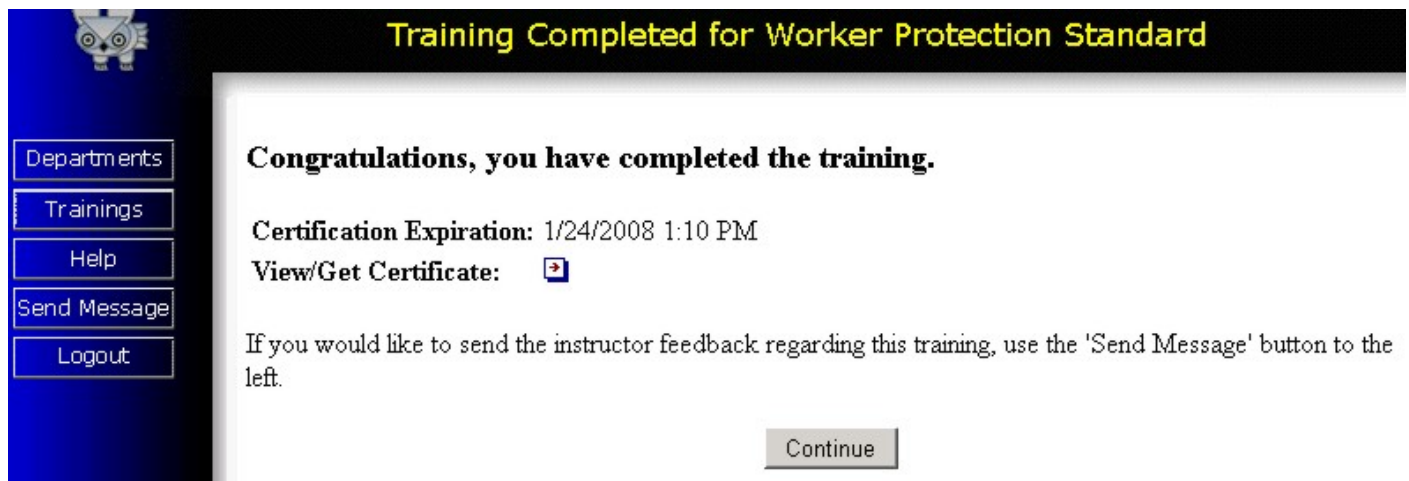 Training Completed for Worker Protection Standard
Departments
Trainings
Help
Send Message
Logout
Congratulations, you have completed the training.
Certification Expiration: 1/24/2008 1:10 PM
View/Get Certificate:
If you would like to send the instructor feedback regarding this training, use the 'Send Message' button to the
left.
Continue